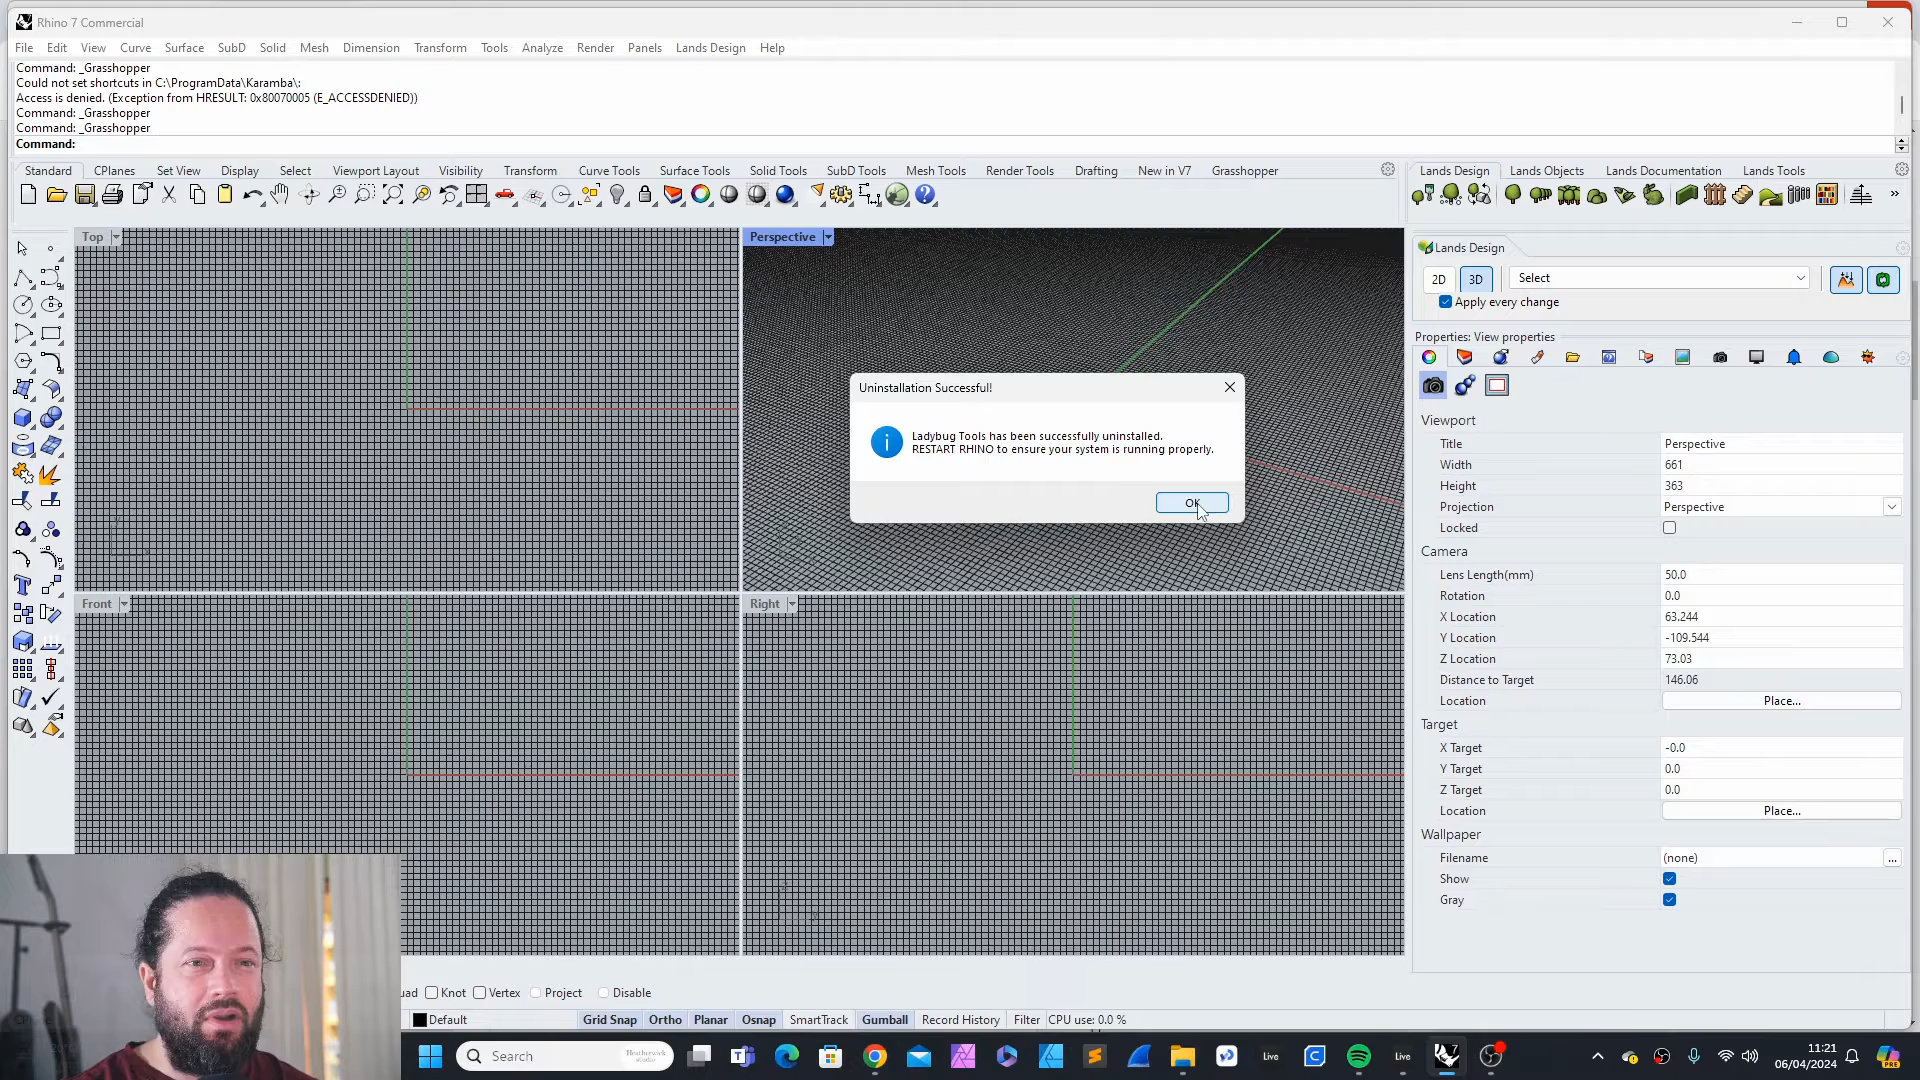 Rhino 7 Commercial
File Edit View Curve Surface SubD Solid Mesh Dimension Transform Tools Analyze Render Panels Lands Design Help
Command: _Grasshopper
Could not set shortcuts in C:\ProgramData\Karamba\:
Access is denied. (Exception from HRESULT: 0x80070005 (E_ACCESSDENIED))
Command: _Grasshopper
Command: _Grasshopper
Command:
Standard CPlanes Set View Display Select Viewport Layout Visibility Transform Curve Tools Surface Tools Solid Tools SubD Tools Mesh Tools Render Tools Drafting New in V7 Grasshopper
Lands Design Lands Objects Lands Documentation Lands Tools
Top
Perspective
Lands Design
2D 3D Select
Apply every change
Properties: View properties
Uninstallation Successful!
Ladybug Tools has been successfully uninstalled.
RESTART RHINO to ensure your system is running properly.
OK
Viewport
Title Perspective
Width 661
Height 363
Projection Perspective
Locked
Camera
Lens Length(mm) 50.0
Rotation 0.0
X Location 63.244
Y Location -109.544
Z Location 73.03
Distance to Target 146.06
Location Place...
Target
X Target -0.0
Y Target 0.0
Z Target 0.0
Location Place...
Wallpaper
Filename (none) ...
Show
Gray
Front
Right
Knot Vertex Project Disable
Default Grid Snap Ortho Planar Osnap SmartTrack Gumball Record History Filter CPU use: 0.0 %
Search
Heatherwick
studio
Live
Live
11:21
06/04/2024